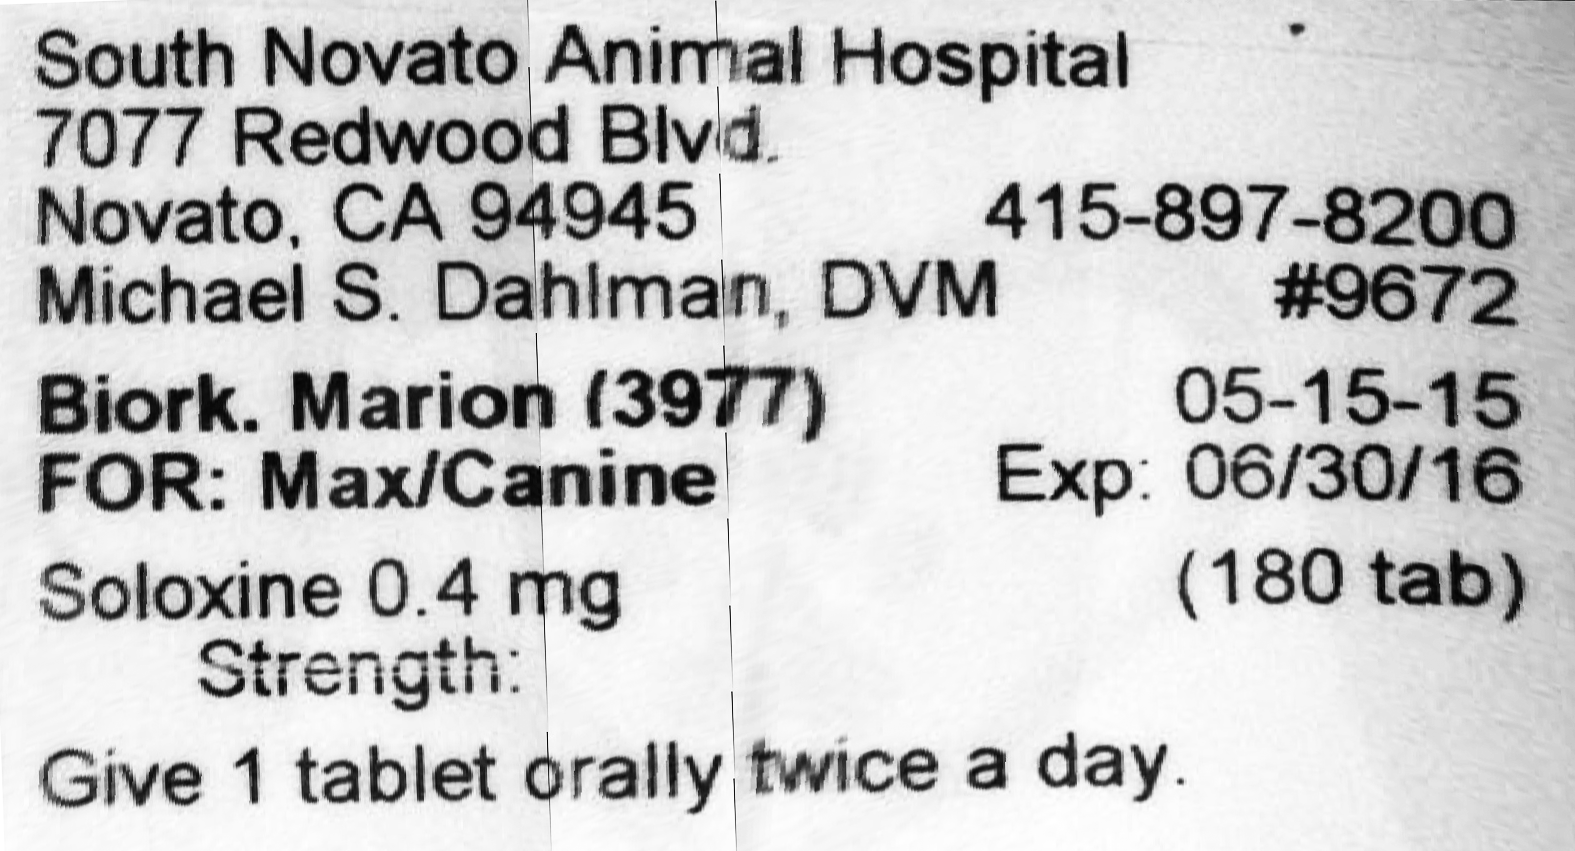 South Novato Animal Hospital
7077 Redwood Blvd.
Novato, CA 94945 415-897-8200
Michael S. Dahlman, DVM #9672
Biork. Marion (3977) 05-15-15
FOR: Max/Canine Exp: 06/30/16
Soloxine 0.4 mg (180 tab)
Strength:
Give 1 tablet orally twice a day.